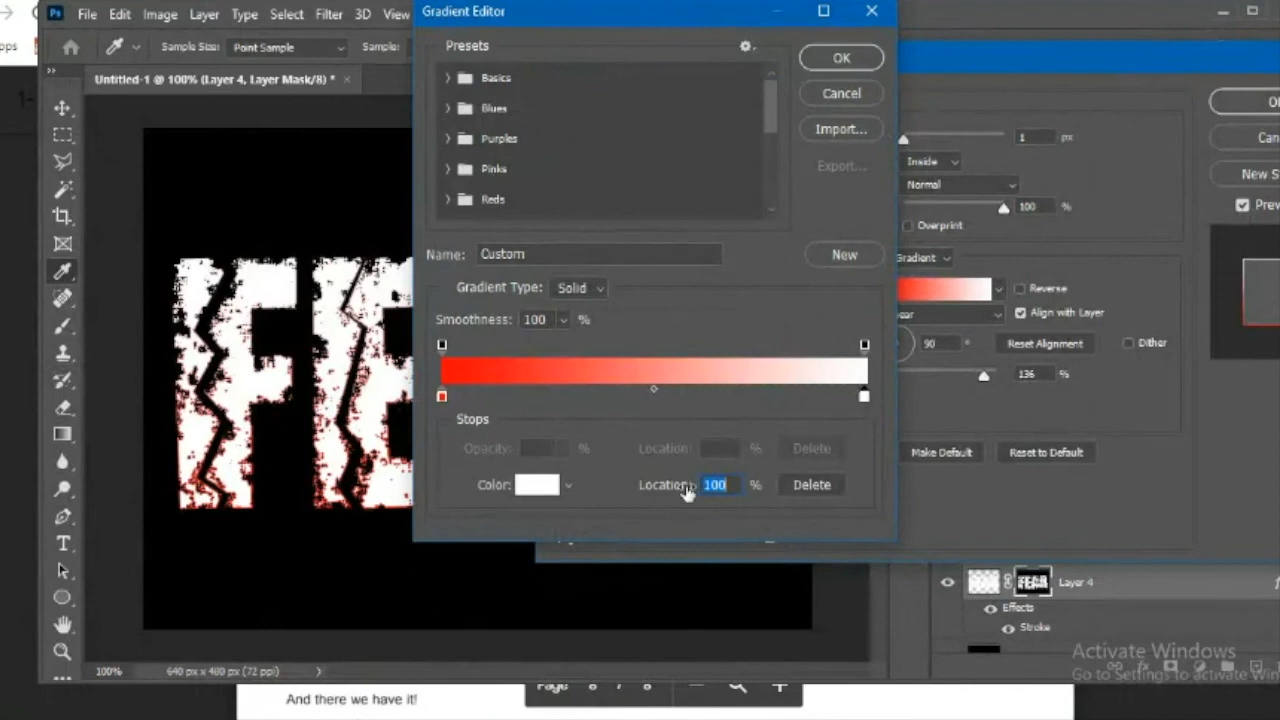 Ps File Edit Image Layer Type Select Filter 3D View
Sample Size: Point Sample Sample:
Untitled-1 @ 100% (Layer 4, Layer Mask/8) * ×
Gradient Editor
Presets
Basics
Blues
Purples
Pinks
Reds
OK
Cancel
Import...
Export...
Name: Custom
New
Gradient Type: Solid
Smoothness: 100 %
Stops
Opacity: % Location: % Delete
Color: Location: 100 % Delete
1 px
Inside
Normal
100 %
Overprint
Gradient
Reverse
Align with Layer
90 ° Reset Alignment Dither
136 %
Make Default Reset to Default
New S
Layer 4
Effects
Stroke
FEAR
100% 640 px x 480 px (72 ppi)
Activate Windows
Go to Settings to activate Win
And there we have it!
Page